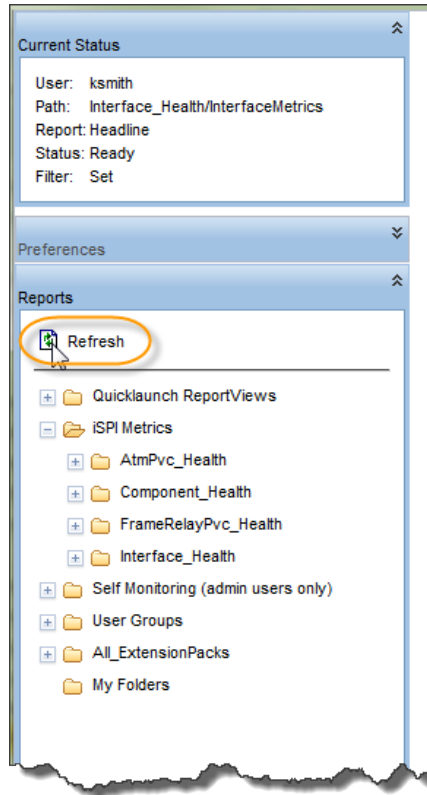 Current Status
User: ksmith
Path: Interface_Health/InterfaceMetrics
Report: Headline
Status: Ready
Filter: Set
Preferences
Reports
Refresh
Quicklaunch ReportViews
iSPI Metrics
AtmPvc_Health
Component_Health
FrameRelayPvc_Health
Interface_Health
Self Monitoring (admin users only)
User Groups
All_ExtensionPacks
My Folders